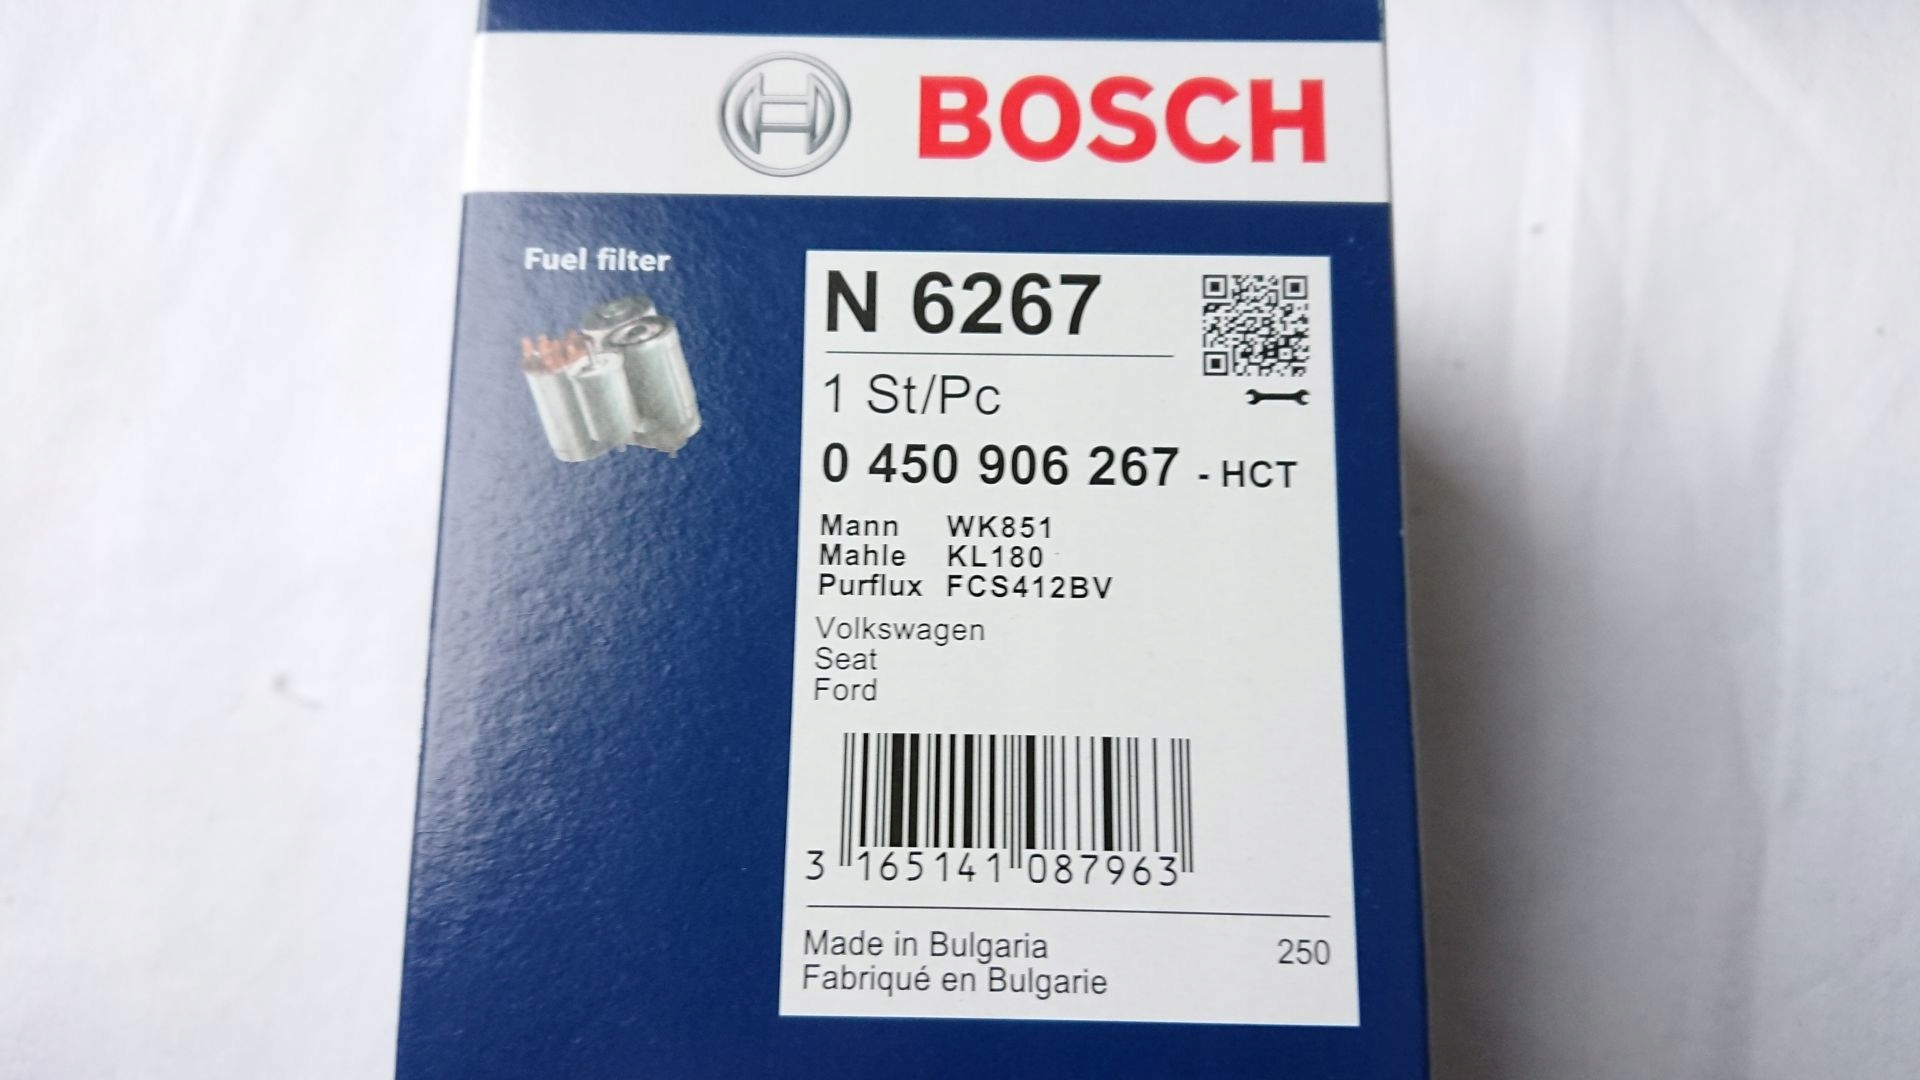 BOSCH
Fuel filter
N 6267
1 St/Pc
0 450 906 267 - HCT
Mann WK851
Mahle KL180
Purflux FCS412BV
Volkswagen
Seat
Ford
3 165141 087963
Made in Bulgaria 250
Fabriqué en Bulgarie